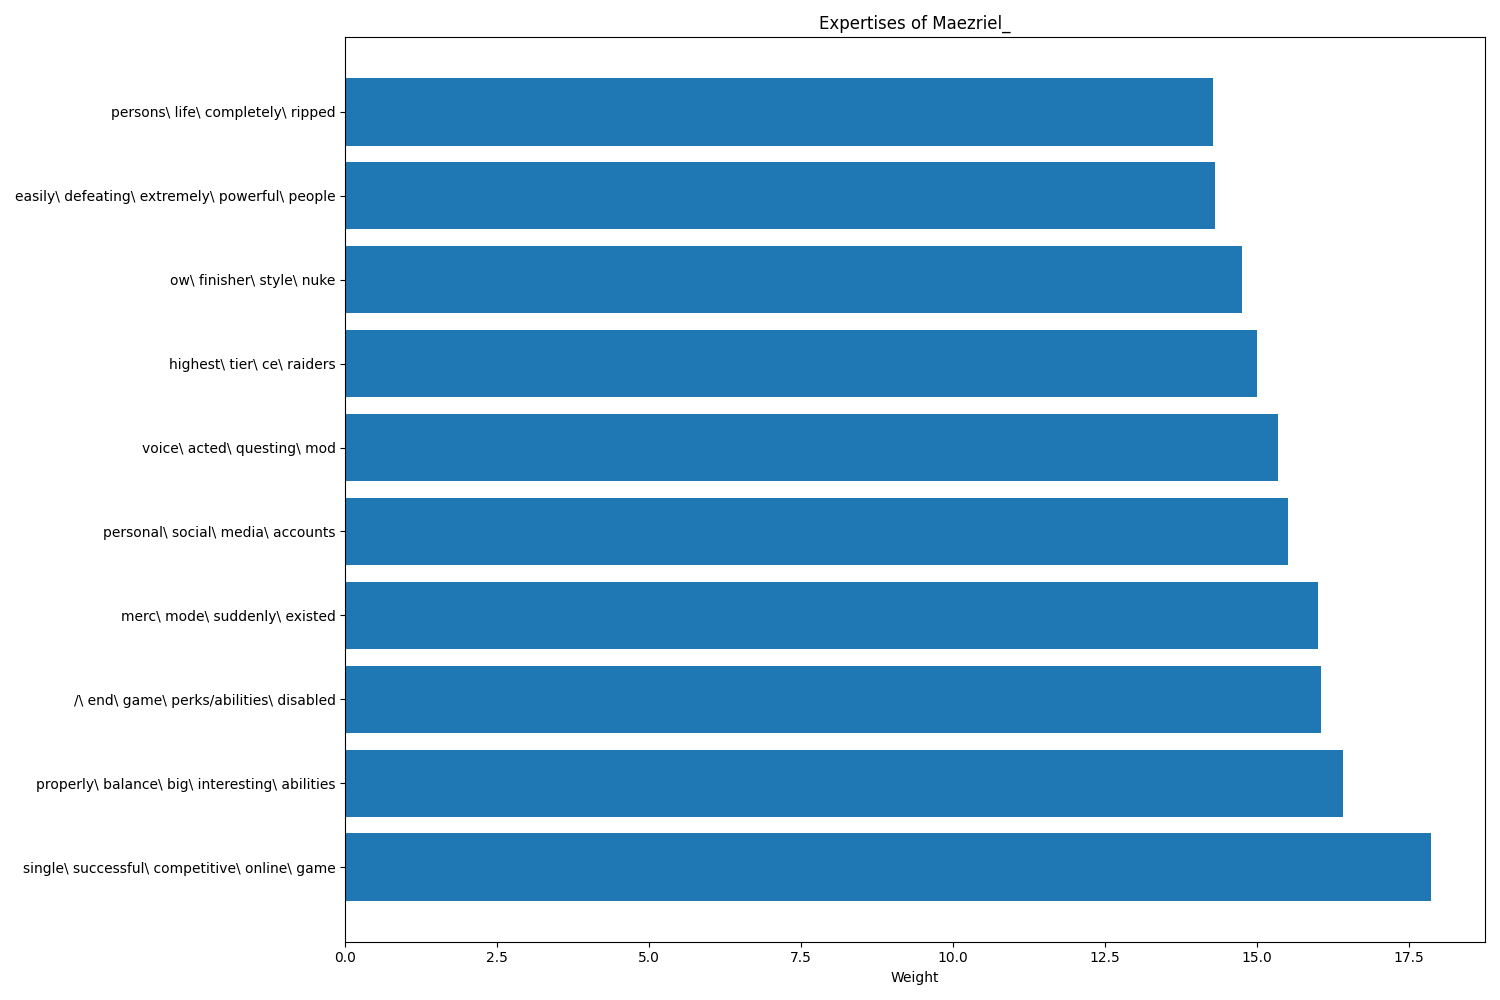 Expertises of Maezriel_
persons\ life\ completely\ ripped
easily\ defeating\ extremely\ powerful\ people
ow\ finisher\ style\ nuke
highest\ tier\ ce\ raiders
voice\ acted\ questing\ mod
personal\ social\ media\ accounts
merc\ mode\ suddenly\ existed
/\ end\ game\ perks/abilities\ disabled
properly\ balance\ big\ interesting\ abilities
single\ successful\ competitive\ online\ game
0.0 2.5 5.0 7.5 10.0 12.5 15.0 17.5
Weight